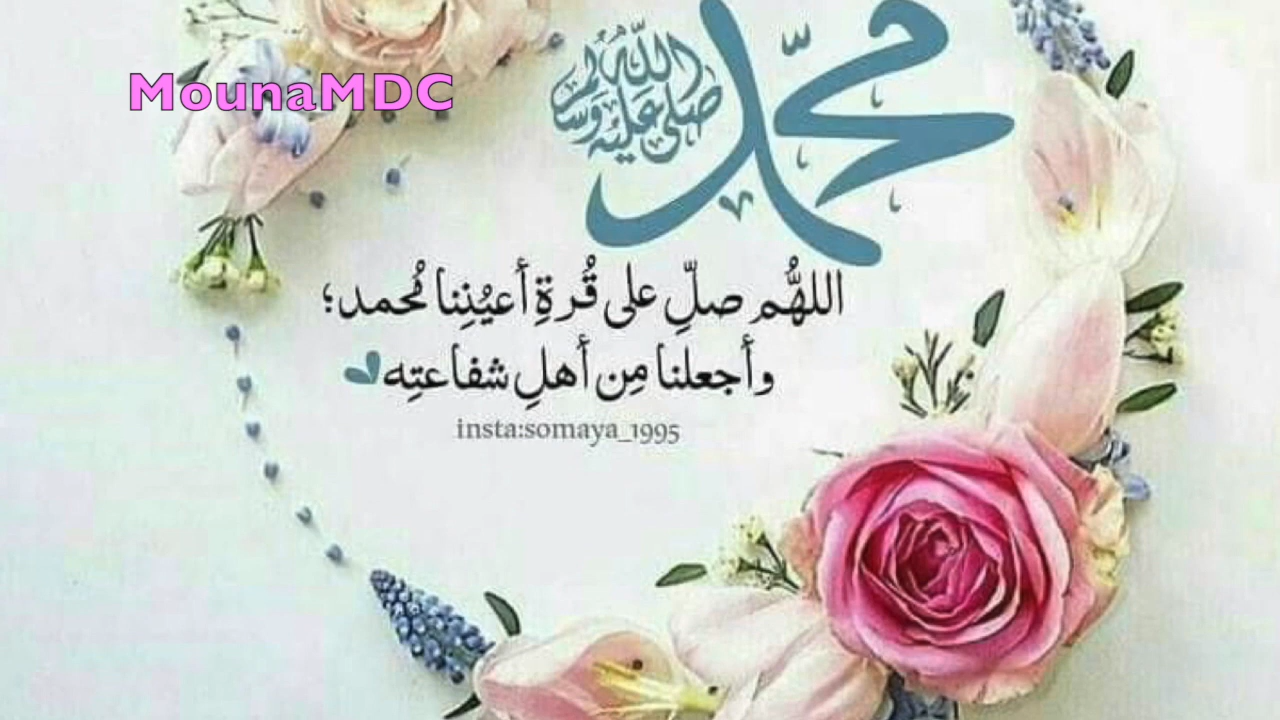 MounaMDC
محمد
صلى الله عليه وسلم
اللهُم صلِّ على قُرةِ أعيُنِنا مُحمد؛
وأجعلنا مِن أهلِ شفاعتِه
insta:somaya_1995